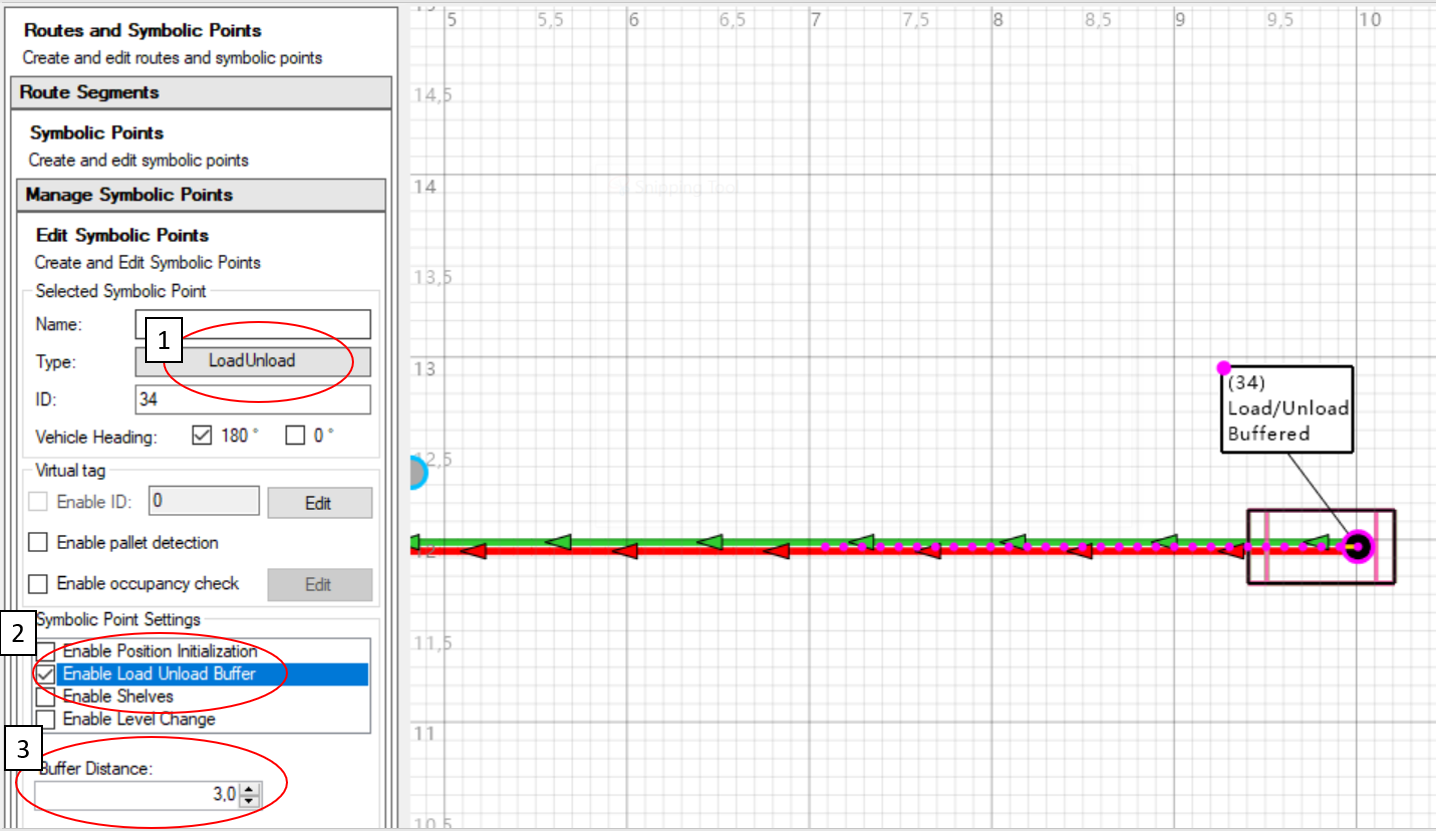 Routes and Symbolic Points
Create and edit routes and symbolic points
Route Segments
Symbolic Points
Create and edit symbolic points
Manage Symbolic Points
Edit Symbolic Points
Create and Edit Symbolic Points
Selected Symbolic Point
Name:
1
Type: LoadUnload
ID: 34
Vehicle Heading: 180 ° 0 °
Virtual tag
Enable ID: 0 Edit
Enable pallet detection
Enable occupancy check Edit
2
Symbolic Point Settings
Enable Position Initialization
Enable Load Unload Buffer
Enable Shelves
Enable Level Change
3
Buffer Distance:
3,0
5 5,5 6 6,5 7 7,5 8 8,5 9 9,5 10
14,5
14
Shipping
13,5
13
(34)
Load/Unload
Buffered
12,5
12
11,5
11
10,5